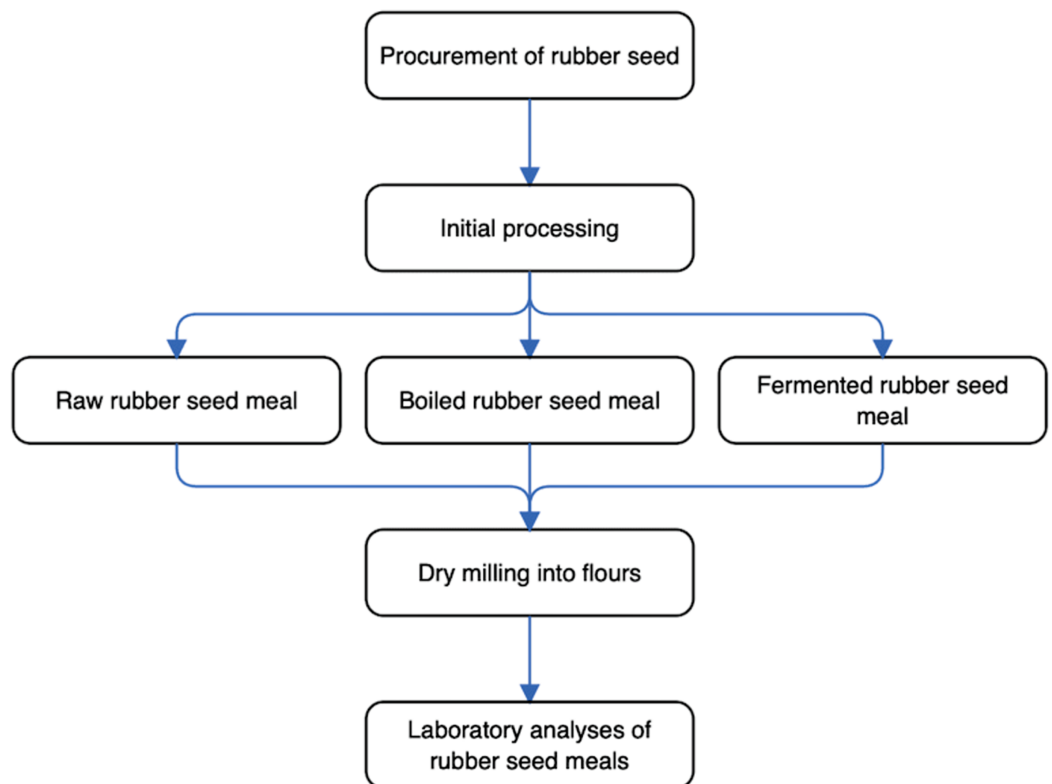 Procurement of rubber seed
Initial processing
Raw rubber seed meal
Boiled rubber seed meal
Fermented rubber seed
meal
Dry milling into flours
Laboratory analyses of
rubber seed meals